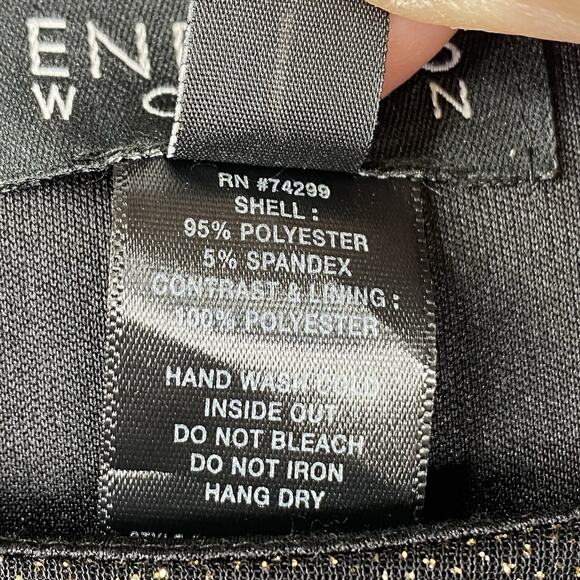 RN #74299
SHELL :
95% POLYESTER
5% SPANDEX
CONTRAST & LINING :
100% POLYESTER
HAND WASH COLD
INSIDE OUT
DO NOT BLEACH
DO NOT IRON
HANG DRY